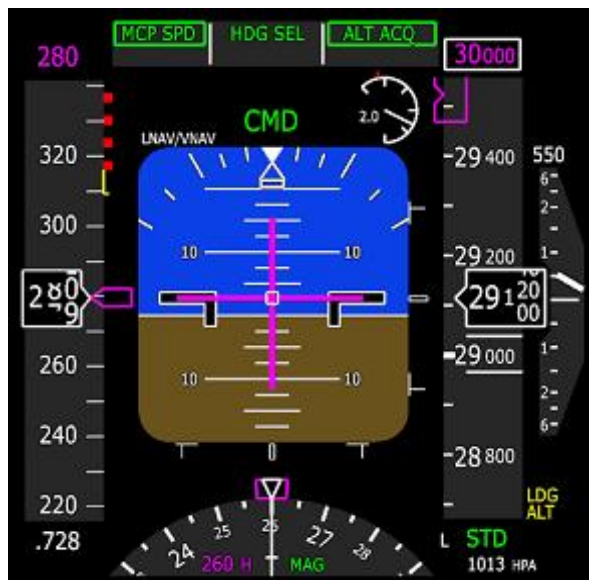 MCP SPD HDG SEL ALT ACQ
280 30000
2.0
CMD
LNAV/VNAV
320 29 400 550
6
2
300 10 10 29 200 1
280
9
29120
00
260 29 000 1
10 10 2
6
240 28 800
0
220 LDG
ALT
.728 24 25 26 27 28 L STD
260 H MAG 1013 HPA